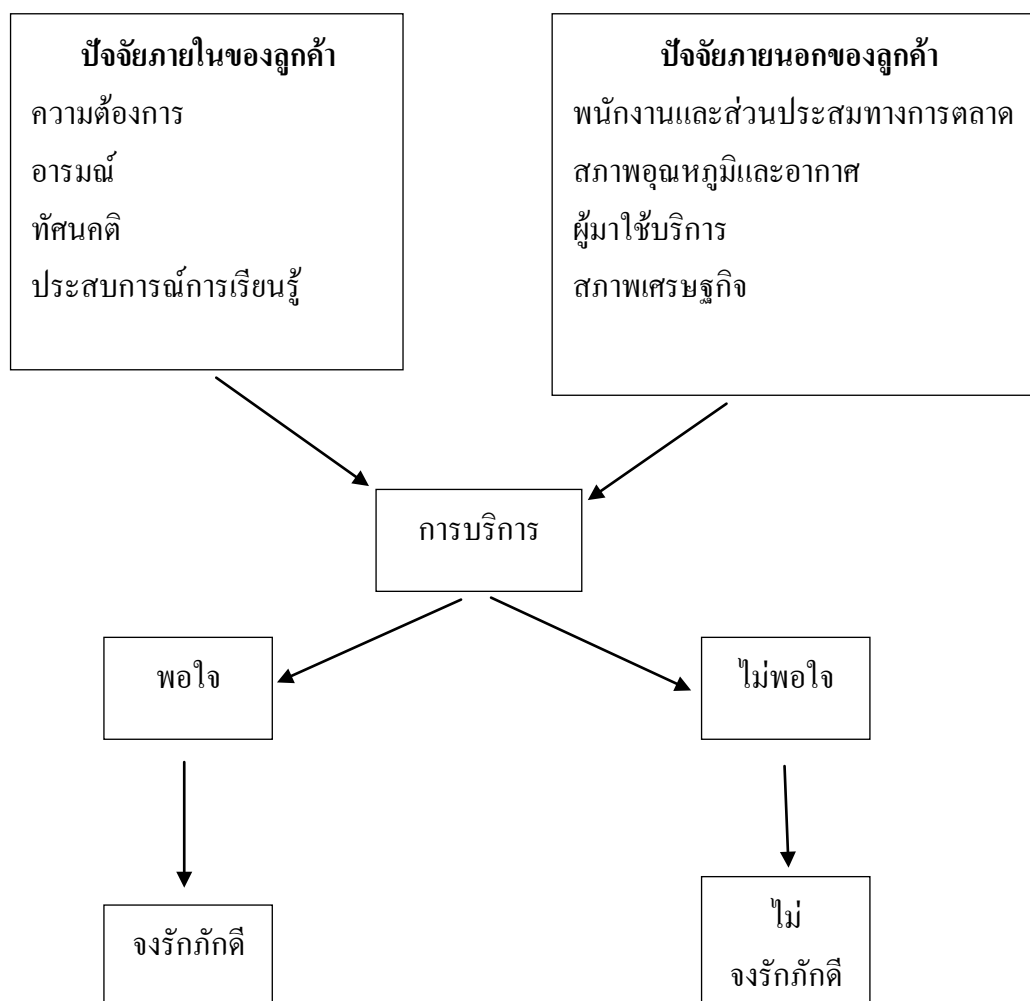 ปัจจัยภายในของลูกค้า
ความต้องการ
อารมณ์
ทัศนคติ
ประสบการณ์การเรียนรู้
ปัจจัยภายนอกของลูกค้า
พนักงานและส่วนประสมทางการตลาด
สภาพอุณหภูมิและอากาศ
ผู้มาใช้บริการ
สภาพเศรษฐกิจ
การบริการ
พอใจ
ไม่พอใจ
จงรักภักดี
ไม่
จงรักภักดี